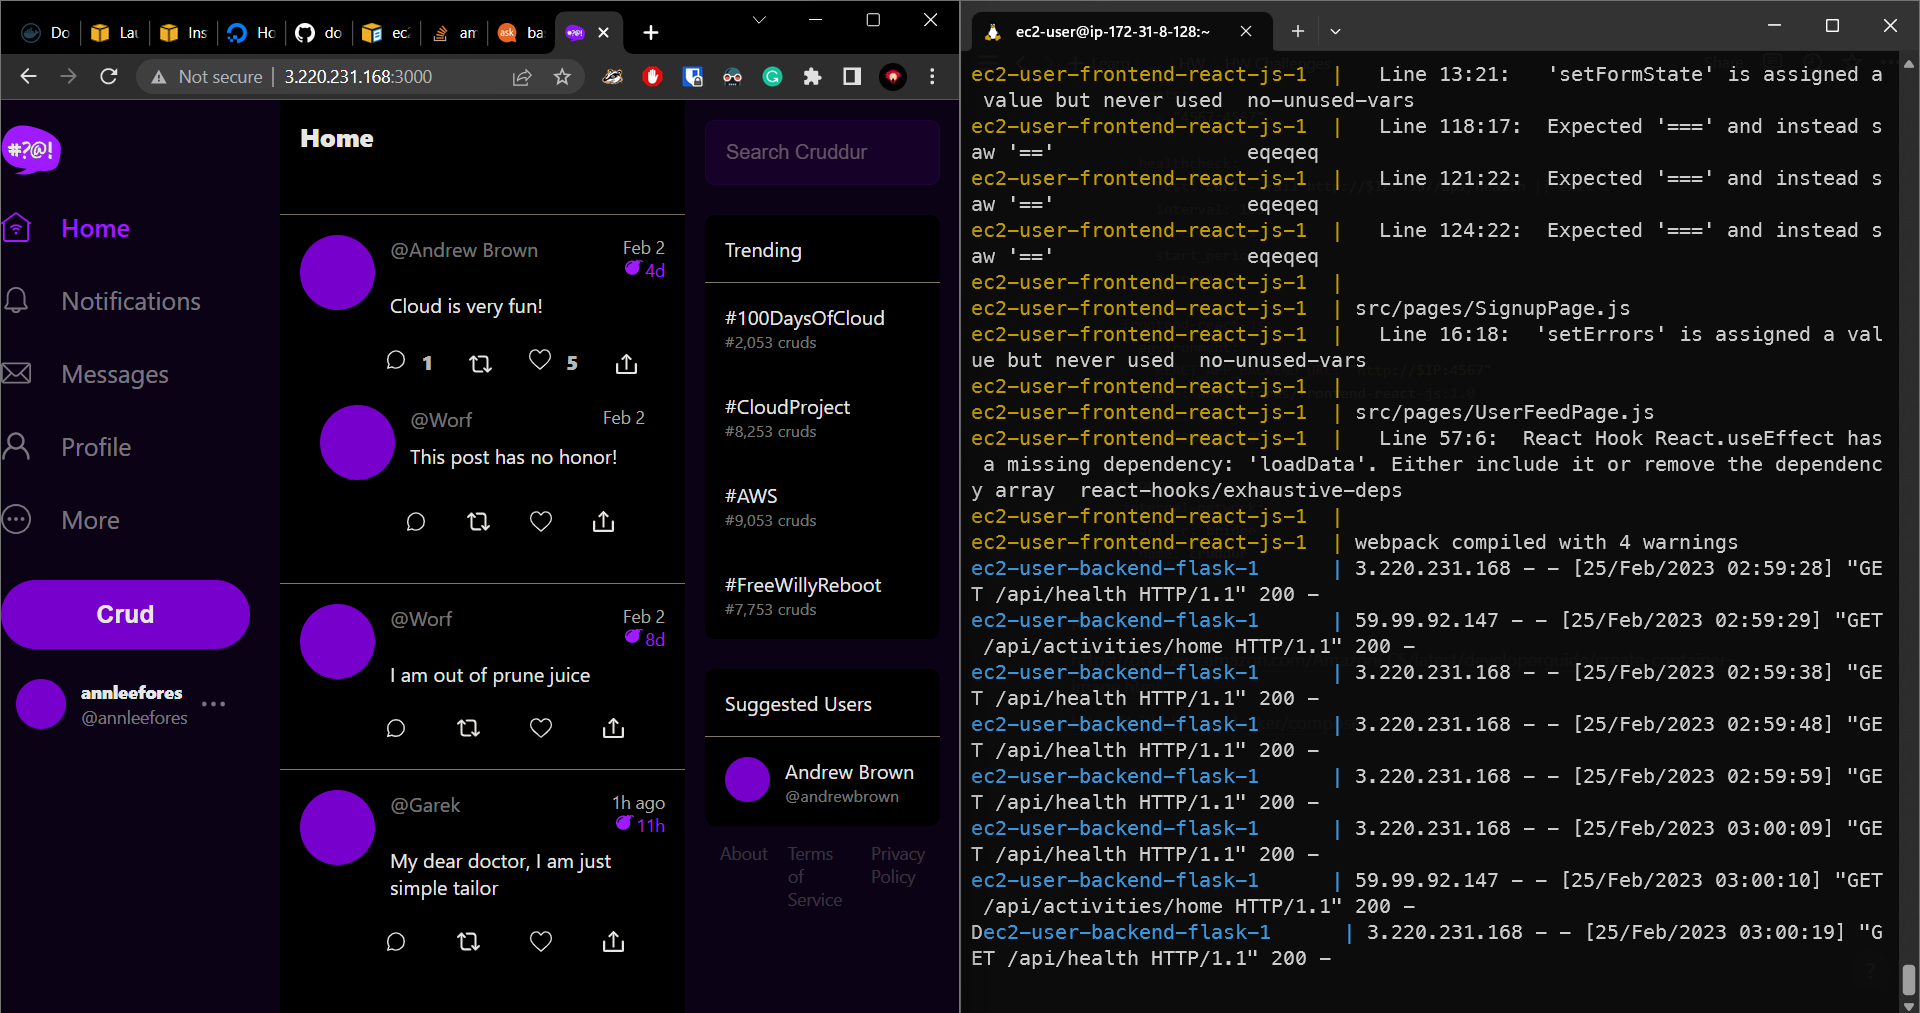 Do
Lau
Ins
Ho
do
ec2
am
ask
ba
#?@!
Not secure
3.220.231.168:3000
#?@!
Home
Notifications
Messages
Profile
More
Crud
annleefores
@annleefores
Home
@Andrew Brown
Feb 2
4d
Cloud is very fun!
1
5
@Worf
Feb 2
This post has no honor!
@Worf
Feb 2
8d
I am out of prune juice
@Garek
1h ago
11h
My dear doctor, I am just
simple tailor
Search Cruddur
Trending
#100DaysOfCloud
#2,053 cruds
#CloudProject
#8,253 cruds
#AWS
#9,053 cruds
#FreeWillyReboot
#7,753 cruds
Suggested Users
Andrew Brown
@andrewbrown
About
Terms
of
Service
Privacy
Policy
ec2-user@ip-172-31-8-128:~
ec2-user-frontend-react-js-1  |   Line 13:21:   'setFormState' is assigned a
 value but never used  no-unused-vars
ec2-user-frontend-react-js-1  |   Line 118:17:  Expected '===' and instead s
aw '=='                eqeqeq
ec2-user-frontend-react-js-1  |   Line 121:22:  Expected '===' and instead s
aw '=='                eqeqeq
ec2-user-frontend-react-js-1  |   Line 124:22:  Expected '===' and instead s
aw '=='                eqeqeq
ec2-user-frontend-react-js-1  |
ec2-user-frontend-react-js-1  | src/pages/SignupPage.js
ec2-user-frontend-react-js-1  |   Line 16:18:  'setErrors' is assigned a val
ue but never used  no-unused-vars
ec2-user-frontend-react-js-1  |
ec2-user-frontend-react-js-1  | src/pages/UserFeedPage.js
ec2-user-frontend-react-js-1  |   Line 57:6:  React Hook React.useEffect has
 a missing dependency: 'loadData'. Either include it or remove the dependenc
y array  react-hooks/exhaustive-deps
ec2-user-frontend-react-js-1  |
ec2-user-frontend-react-js-1  | webpack compiled with 4 warnings
ec2-user-backend-flask-1      | 3.220.231.168 - - [25/Feb/2023 02:59:28] "GE
T /api/health HTTP/1.1" 200 -
ec2-user-backend-flask-1      | 59.99.92.147 - - [25/Feb/2023 02:59:29] "GET
 /api/activities/home HTTP/1.1" 200 -
ec2-user-backend-flask-1      | 3.220.231.168 - - [25/Feb/2023 02:59:38] "GE
T /api/health HTTP/1.1" 200 -
ec2-user-backend-flask-1      | 3.220.231.168 - - [25/Feb/2023 02:59:48] "GE
T /api/health HTTP/1.1" 200 -
ec2-user-backend-flask-1      | 3.220.231.168 - - [25/Feb/2023 02:59:59] "GE
T /api/health HTTP/1.1" 200 -
ec2-user-backend-flask-1      | 3.220.231.168 - - [25/Feb/2023 03:00:09] "GE
T /api/health HTTP/1.1" 200 -
ec2-user-backend-flask-1      | 59.99.92.147 - - [25/Feb/2023 03:00:10] "GET
 /api/activities/home HTTP/1.1" 200 -
Dec2-user-backend-flask-1      | 3.220.231.168 - - [25/Feb/2023 03:00:19] "G
ET /api/health HTTP/1.1" 200 -